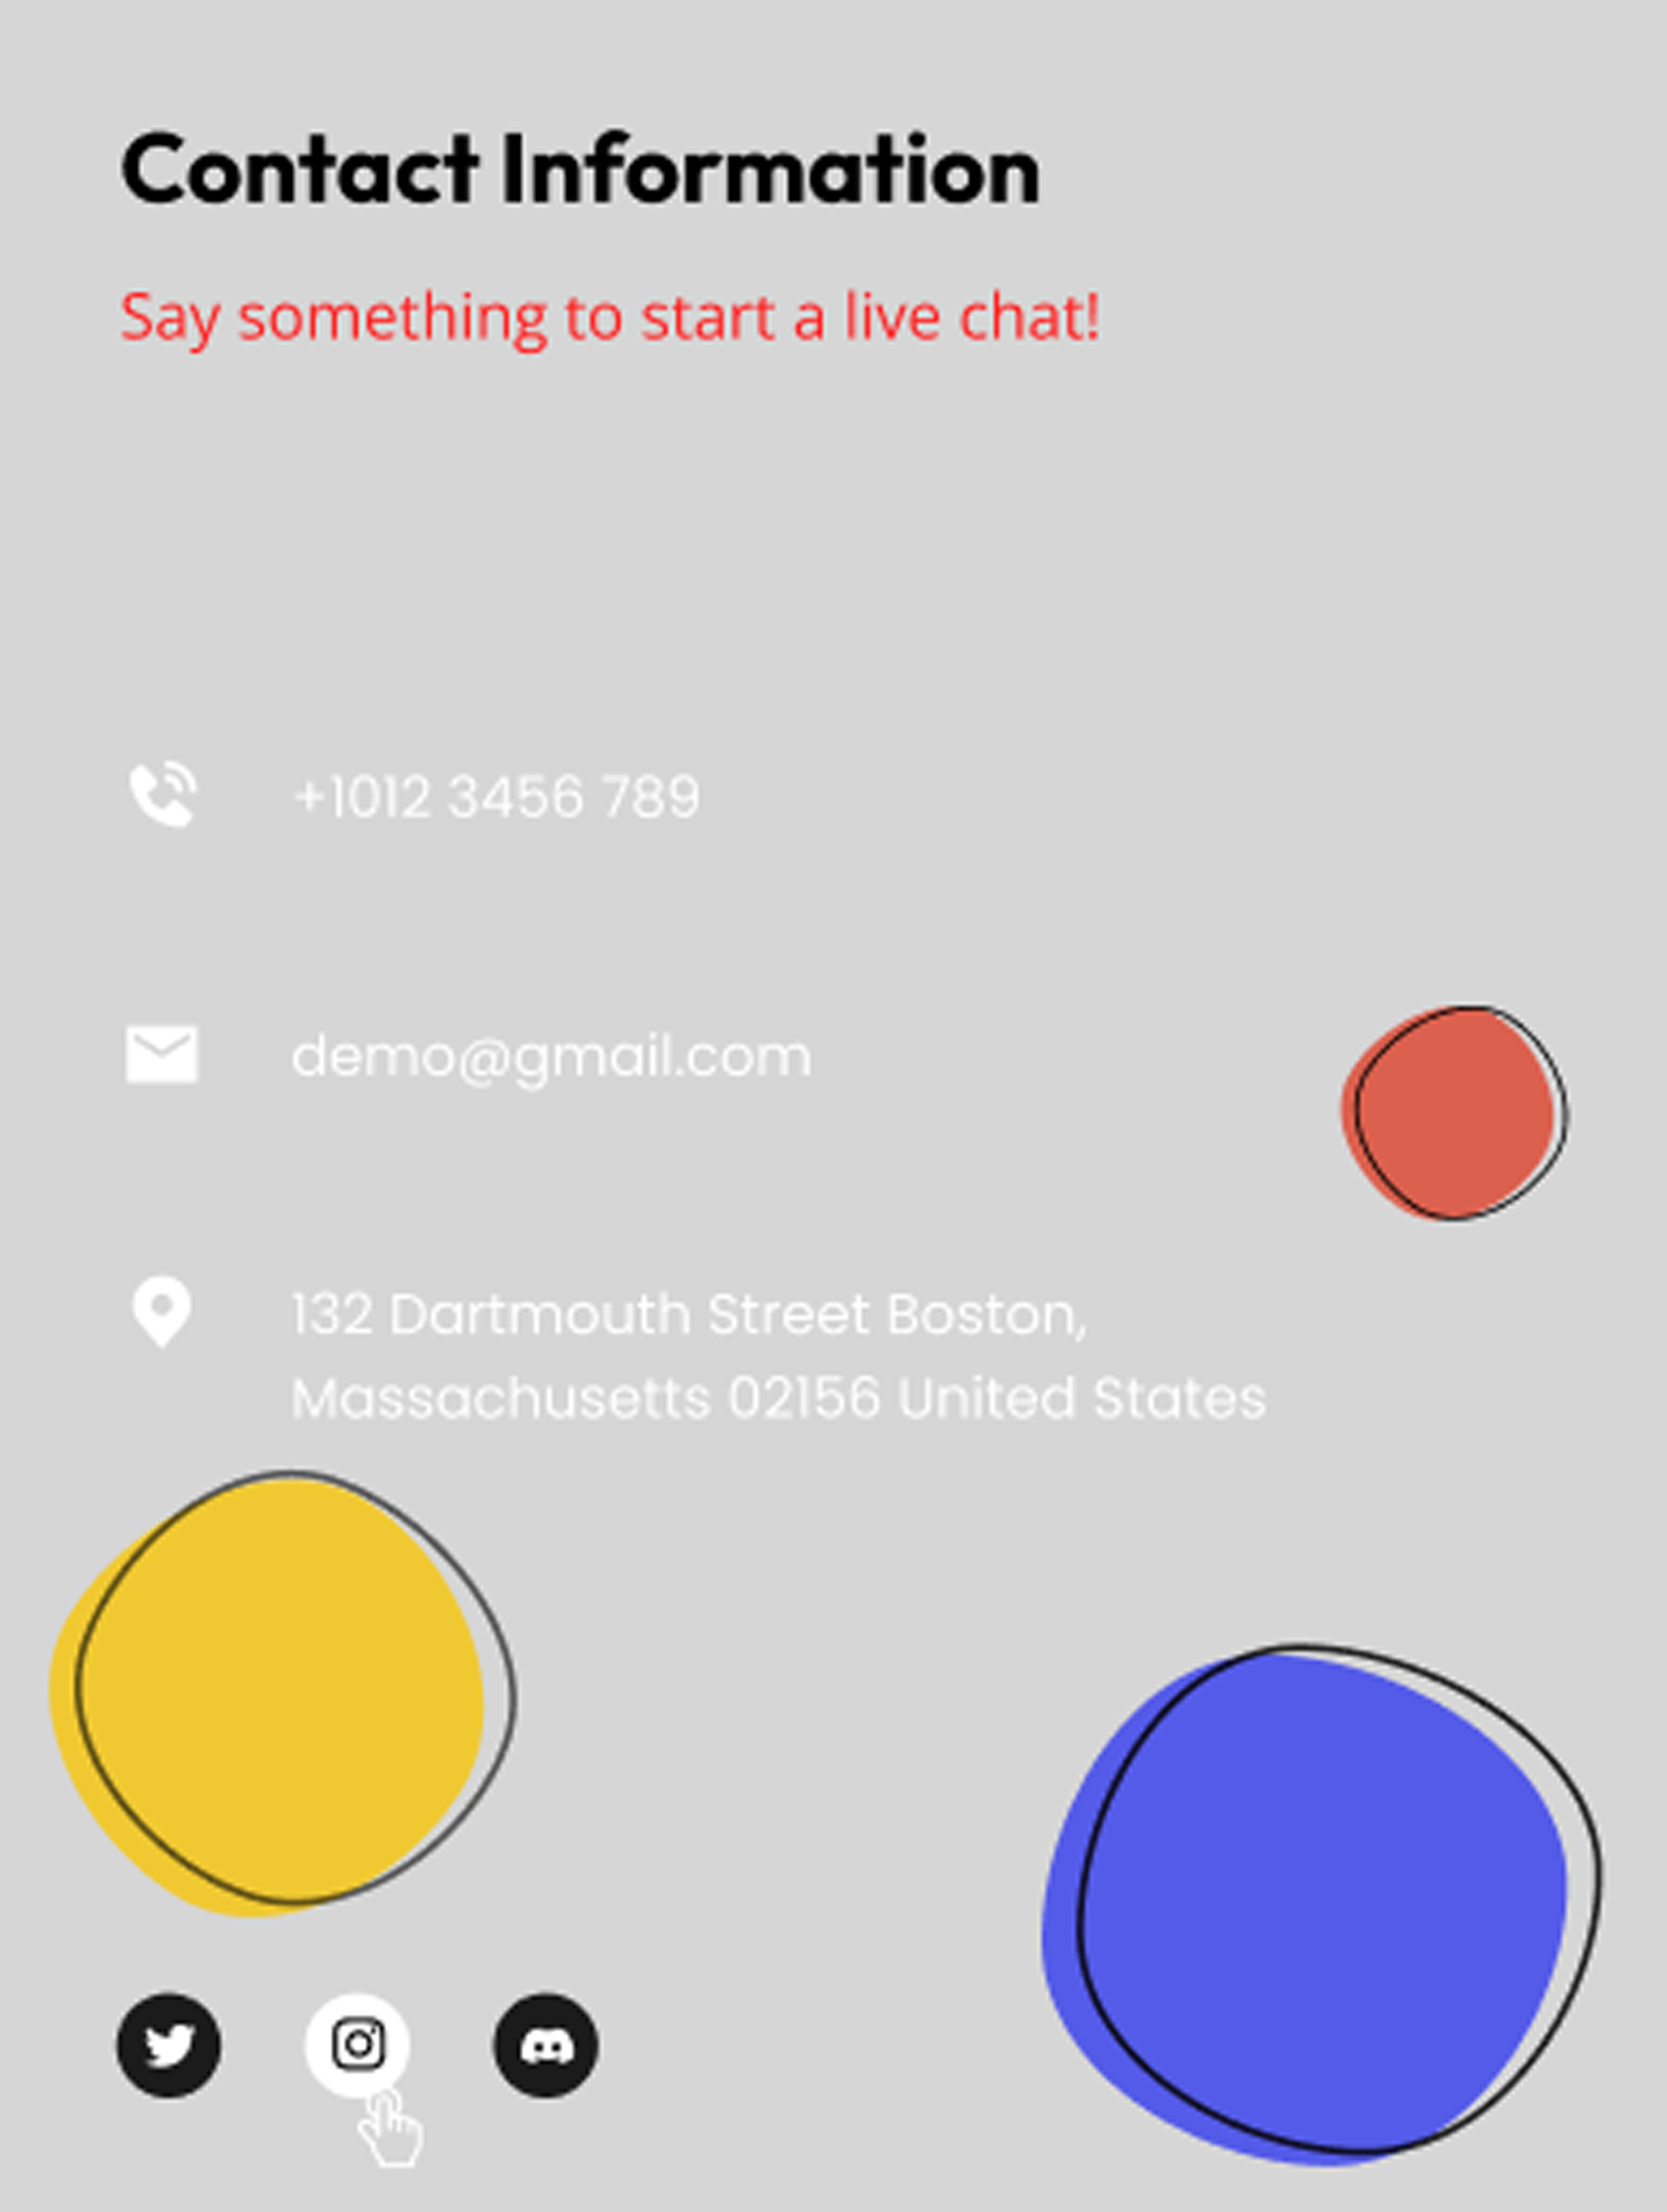 Contact Information
Say something to start a live chat!
+1012 3456 789
demo@gmail.com
132 Dartmouth Street Boston,
Massachusetts 02156 United States